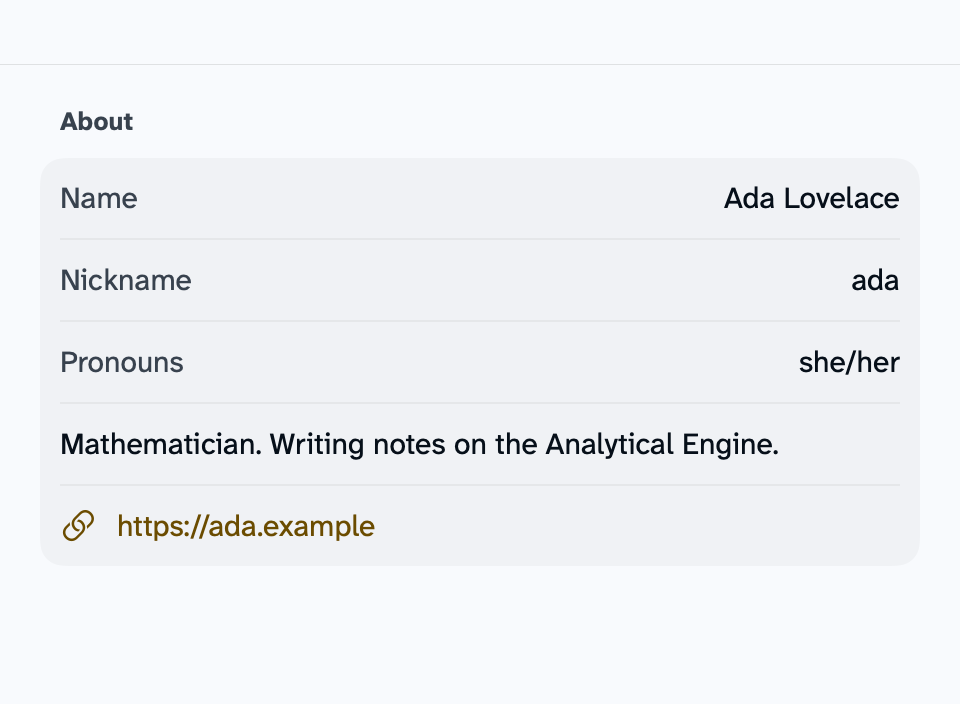 About
Name Ada Lovelace
Nickname ada
Pronouns she/her
Mathematician. Writing notes on the Analytical Engine.
https://ada.example